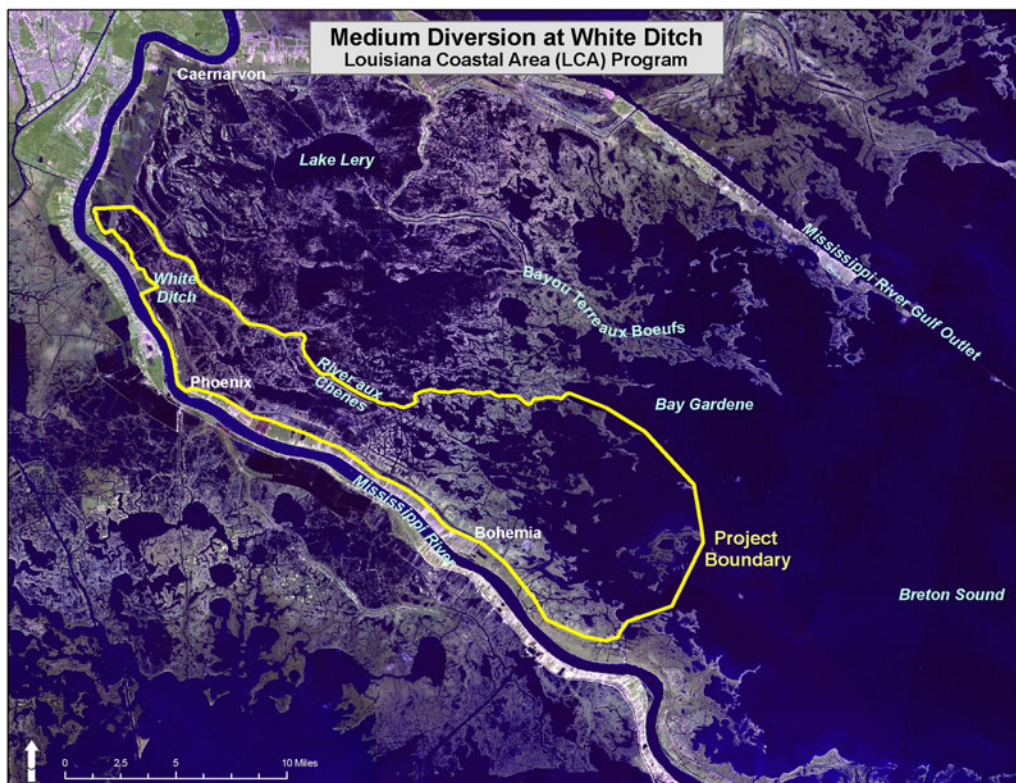 Medium Diversion at White Ditch
Louisiana Coastal Area (LCA) Program
Caernarvon
Lake Lery
Mississippi River Gulf Outlet
White
Ditch
Bayou Terreaux Boeufs
River aux
Chenes
Phoenix
Bay Gardene
Mississippi River
Bohemia
Project
Boundary
Breton Sound
0 2.5 5 10 Miles